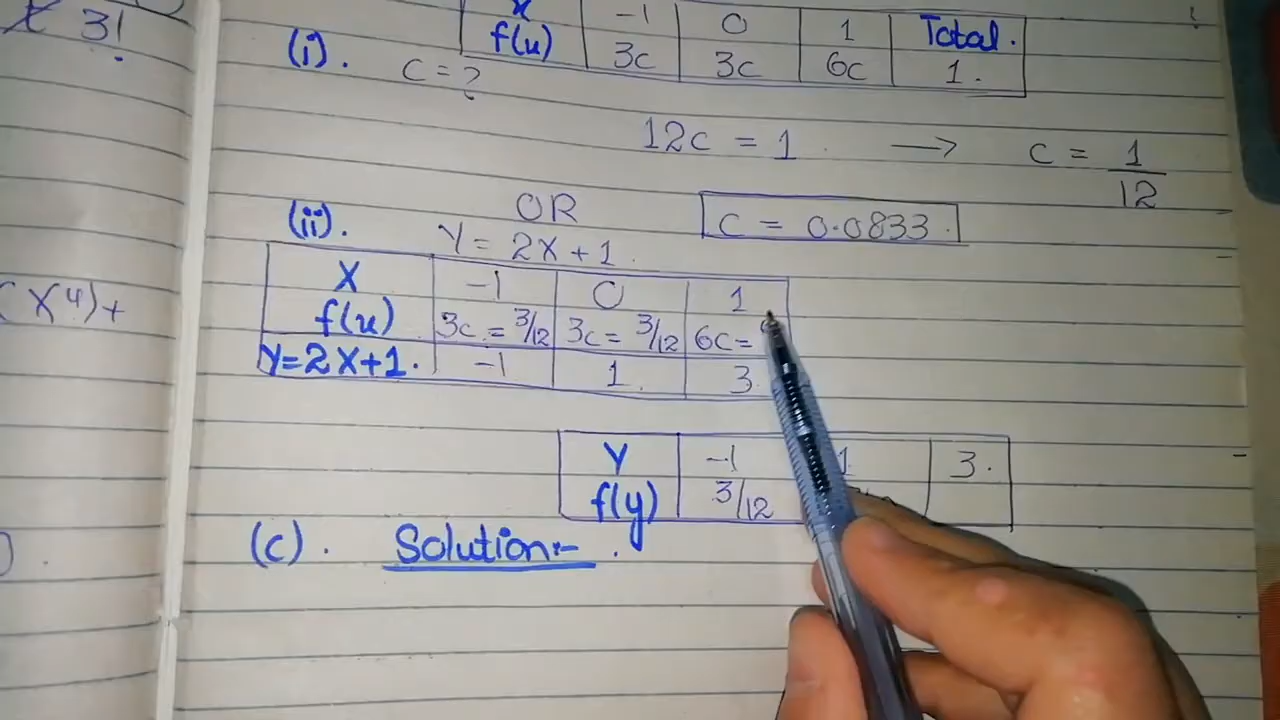 x -1 0 1 Total.
31
(i). f(u) 3c 3c 6c 1.
c = ?
12c = 1 → c = 1/12
OR
(ii). c = 0.0833.
Y = 2X + 1.
X -1 0 1
f(u) 3c = 3/12 3c = 3/12 6c =
Y=2X+1. -1 1. 3.
(X⁴)+
Y -1 1 3.
f(y) 3/12
(c). Solution:- .